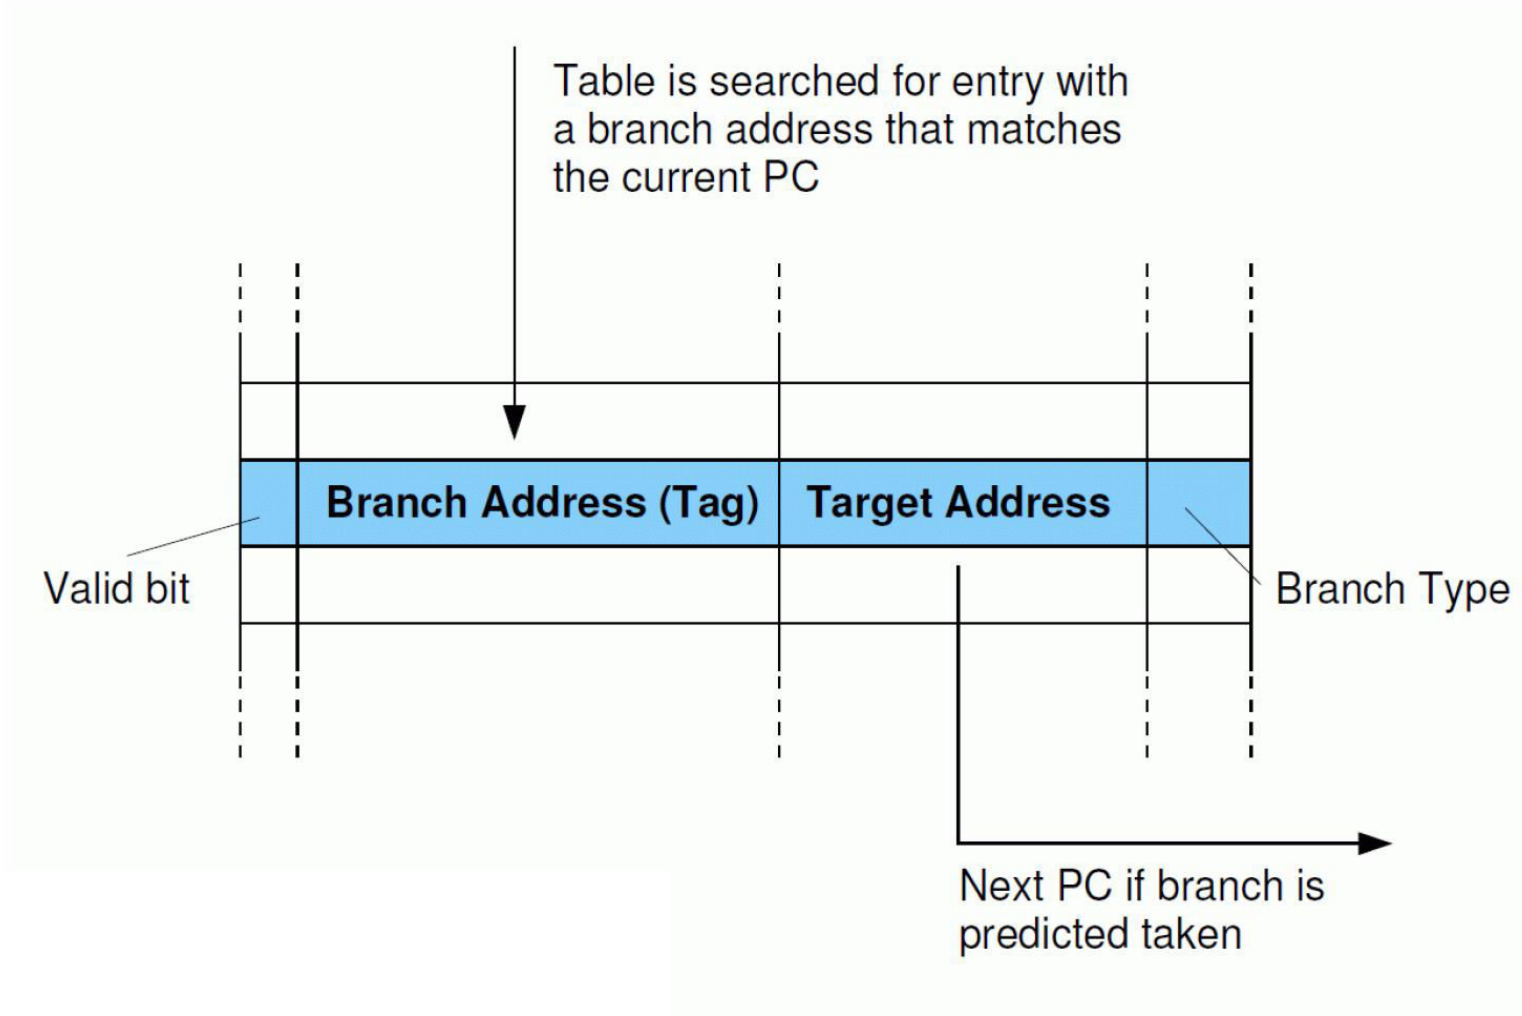 Table is searched for entry with
a branch address that matches
the current PC
Branch Address (Tag)
Target Address
Valid bit
Branch Type
Next PC if branch is
predicted taken